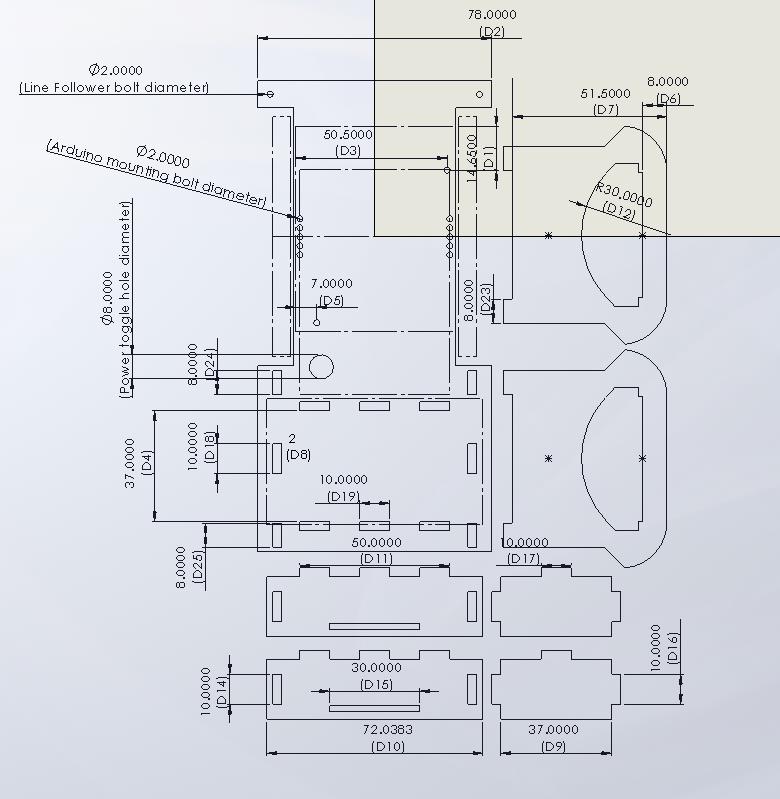 78.0000
(D2)
Ø2.0000
(Line Follower bolt diameter)
8.0000
(D6)
51.5000
(D7)
50.5000
(D3)
14.6500
(D1)
Ø2.0000
(Arduino mounting bolt diameter)
R30.0000
(D12)
Ø8.0000
(Power toggle hole diameter)
7.0000
(D5)
8.0000
(D23)
8.0000
(D24)
2
(D8)
37.0000
(D4)
10.0000
(D18)
10.0000
(D19)
8.0000
(D25)
50.0000
(D11)
10.0000
(D17)
10.0000
(D16)
30.0000
(D15)
10.0000
(D14)
72.0383
(D10)
37.0000
(D9)